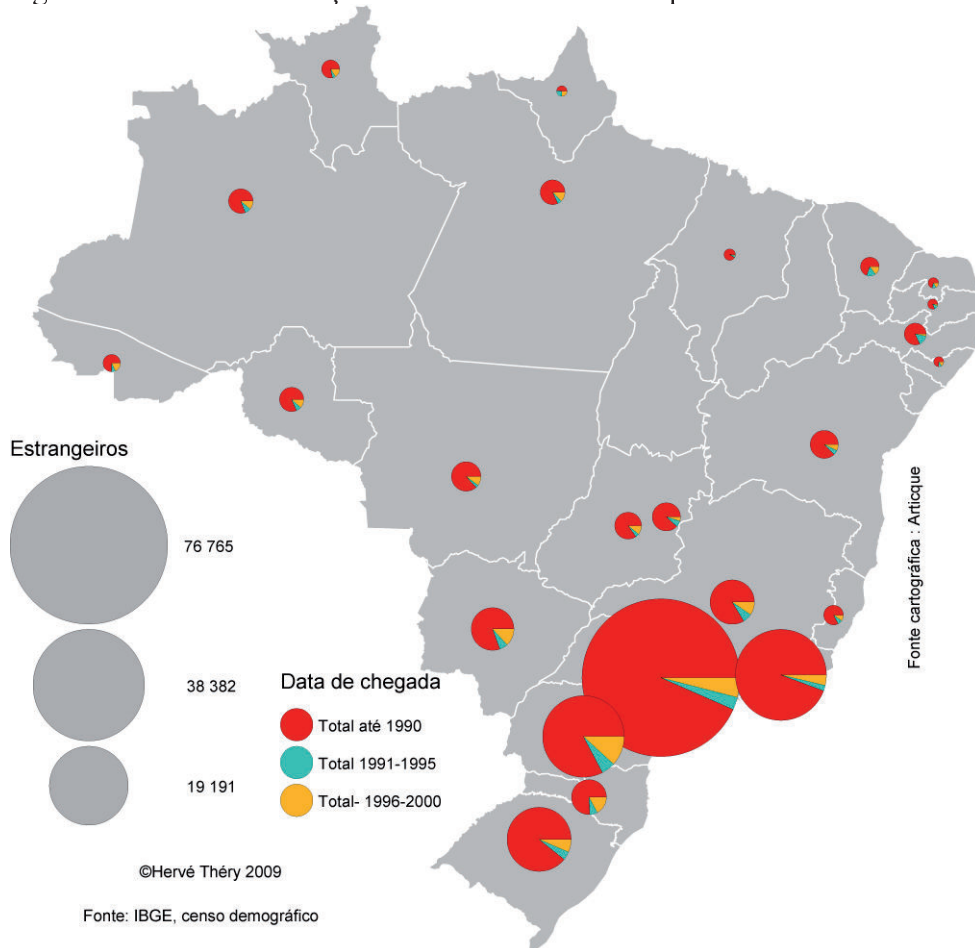 Estrangeiros
76 765
38 382
19 191
Data de chegada
Total até 1990
Total 1991-1995
Total- 1996-2000
©Hervé Théry 2009
Fonte: IBGE, censo demográfico
Fonte cartográfica : Articque